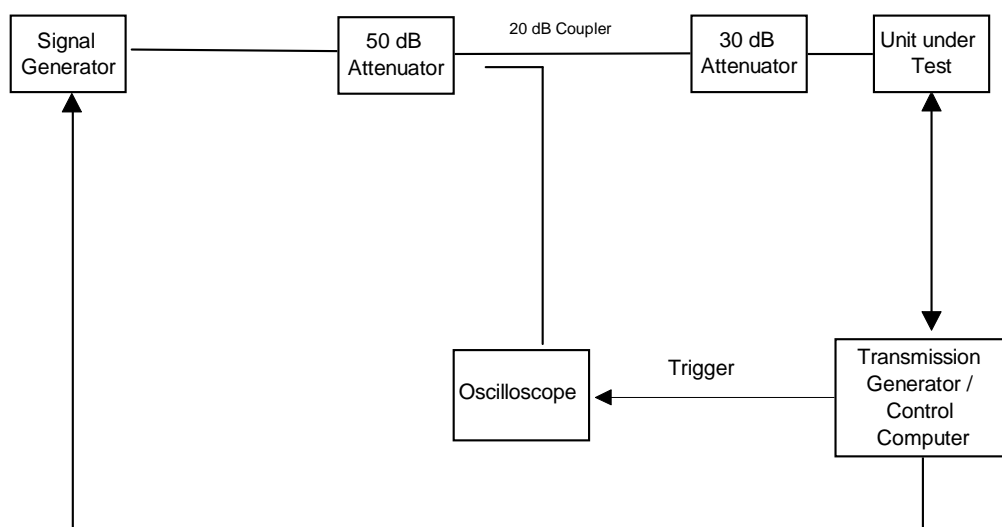 Signal
Generator
50 dB
Attenuator
20 dB Coupler
30 dB
Attenuator
Unit under
Test
Oscilloscope
Trigger
Transmission
Generator /
Control
Computer